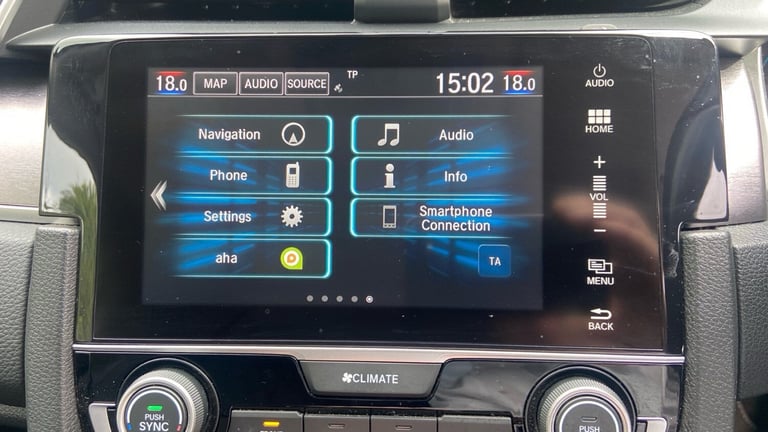 18.0 MAP AUDIO SOURCE TP 15:02 18.0
Navigation
Audio
Phone
Info
Settings
Smartphone
Connection
aha
TA
AUDIO
HOME
+
VOL
−
MENU
BACK
CLIMATE
PUSH
SYNC
PUSH